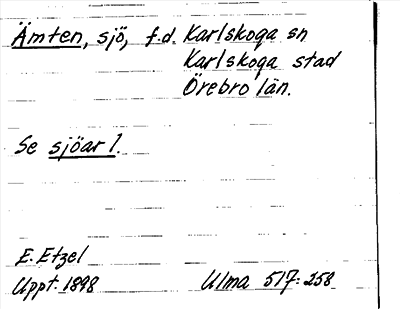 Ämten, sjö, f.d. Karlskoga sn
Karlskoga stad
Örebro län.
Se sjöar 1.
E. Etzel
Uppt. 1898 Ulma 517:258